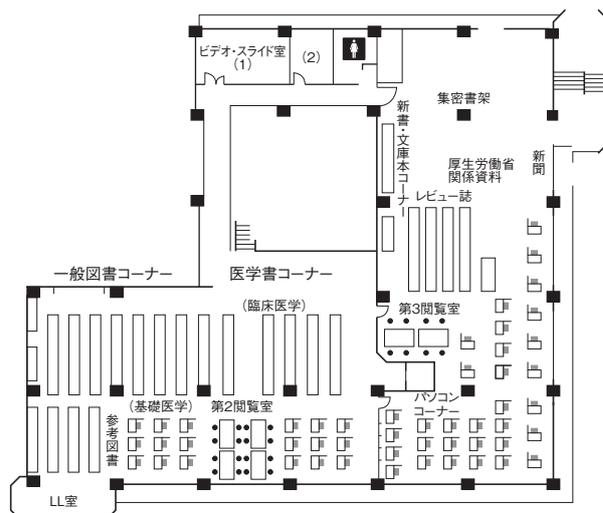 ビデオ・スライド室
(1)
(2)
集密書架
新書・文庫本コーナー
新聞
厚生労働省
関係資料
レビュー誌
一般図書コーナー
医学書コーナー
(臨床医学)
第3閲覧室
(基礎医学)
第2閲覧室
パソコン
コーナー
参考図書
LL室